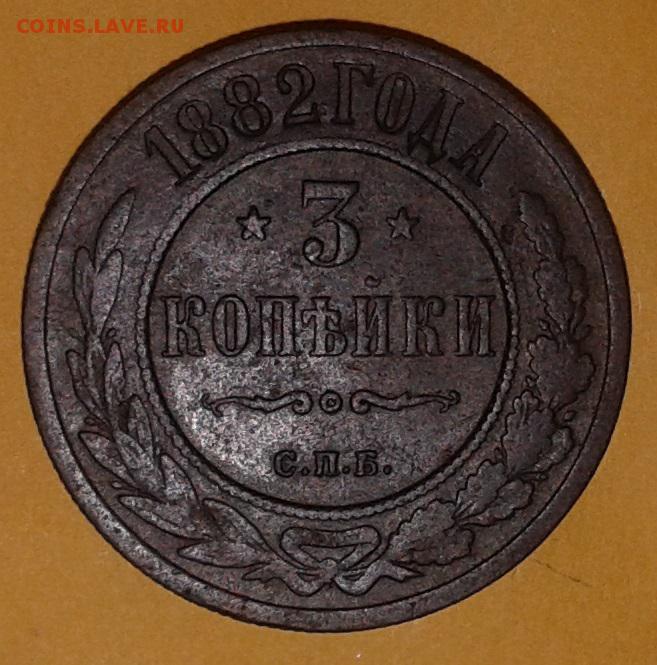 COINS.LAVE.RU
1882 ГОДА
3
КОПѢЙКИ
С.П.Б.